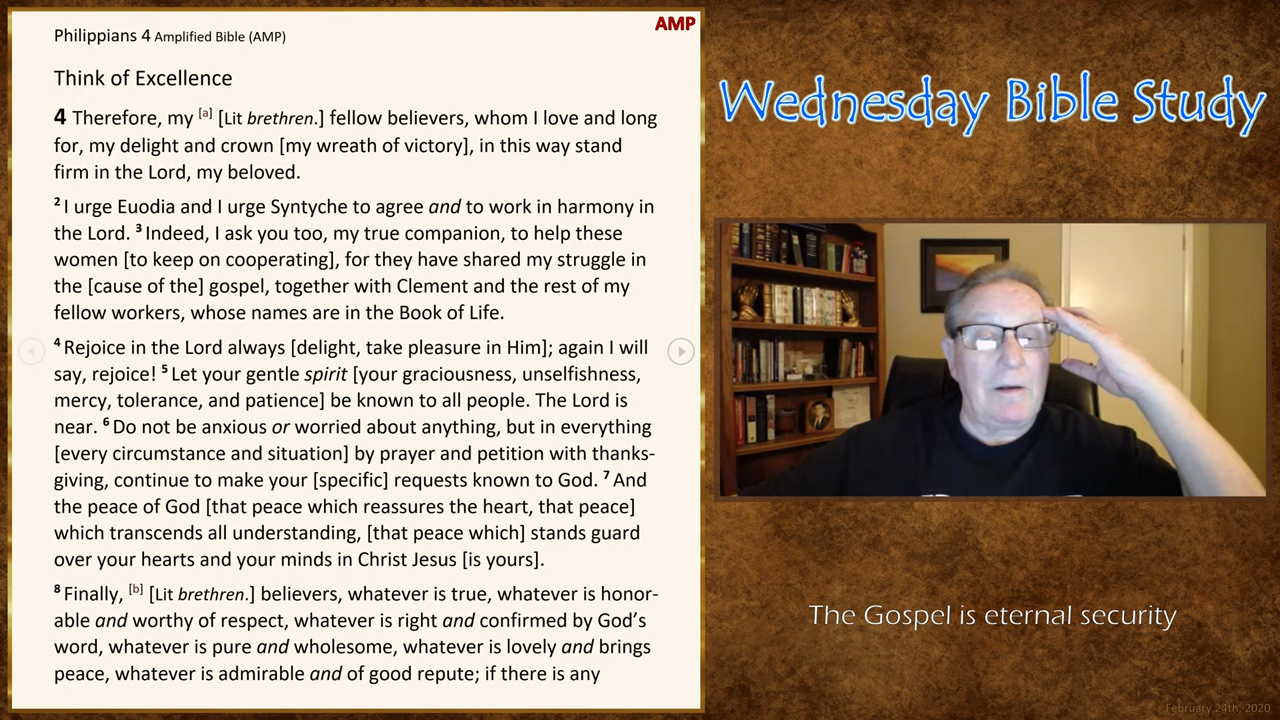 AMP
Philippians 4 Amplified Bible (AMP)
Think of Excellence
4 Therefore, my [a] [Lit brethren.] fellow believers, whom I love and long
for, my delight and crown [my wreath of victory], in this way stand
firm in the Lord, my beloved.
2 I urge Euodia and I urge Syntyche to agree and to work in harmony in
the Lord. 3 Indeed, I ask you too, my true companion, to help these
women [to keep on cooperating], for they have shared my struggle in
the [cause of the] gospel, together with Clement and the rest of my
fellow workers, whose names are in the Book of Life.
4 Rejoice in the Lord always [delight, take pleasure in Him]; again I will
say, rejoice! 5 Let your gentle spirit [your graciousness, unselfishness,
mercy, tolerance, and patience] be known to all people. The Lord is
near. 6 Do not be anxious or worried about anything, but in everything
[every circumstance and situation] by prayer and petition with thanks-
giving, continue to make your [specific] requests known to God. 7 And
the peace of God [that peace which reassures the heart, that peace]
which transcends all understanding, [that peace which] stands guard
over your hearts and your minds in Christ Jesus [is yours].
8 Finally, [b] [Lit brethren.] believers, whatever is true, whatever is honor-
able and worthy of respect, whatever is right and confirmed by God's
word, whatever is pure and wholesome, whatever is lovely and brings
peace, whatever is admirable and of good repute; if there is any
Wednesday Bible Study
The Gospel is eternal security
February 24th, 2020